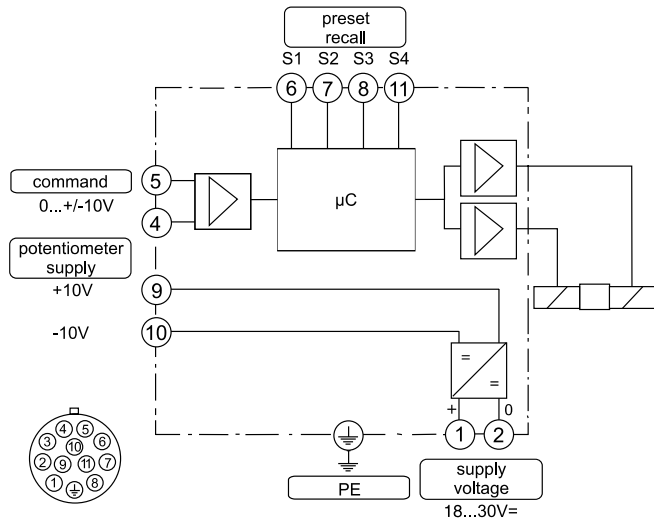 preset
recall
S1 S2 S3 S4
6 7 8 11
command
0...+/-10V
5
4
µC
potentiometer
supply
+10V
9
-10V
10
=
=
+ 0
1 2
PE
supply
voltage
18...30V=
4 5
3 10 6
2 9 11 7
1 8